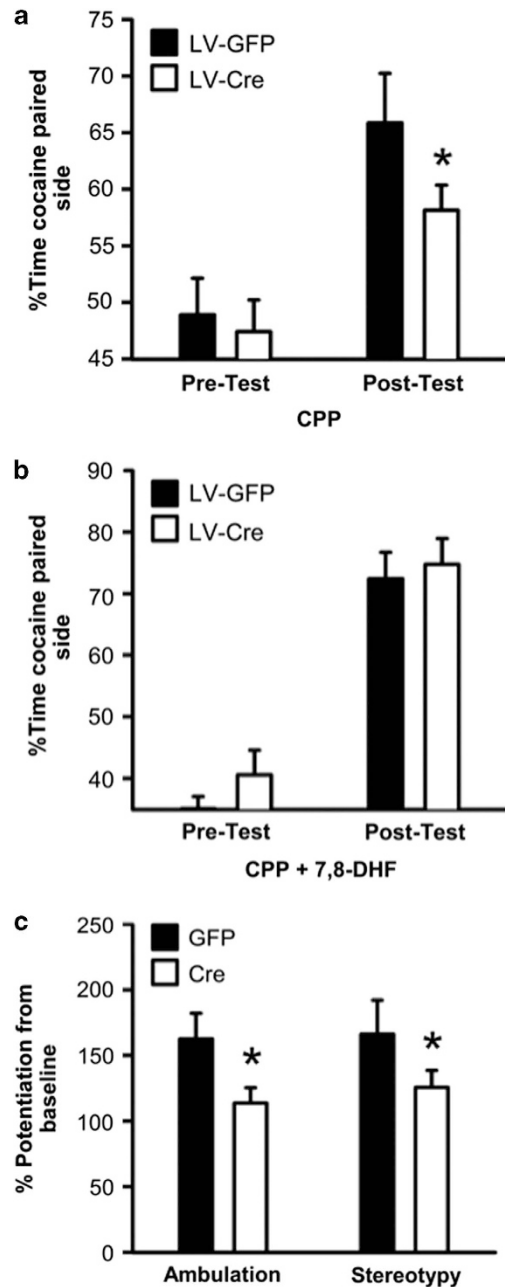 a
75
70
65
60
55
50
45
%Time cocaine paired
side
LV-GFP
LV-Cre
*
Pre-Test
Post-Test
CPP
b
90
80
70
60
50
40
%Time cocaine paired
side
LV-GFP
LV-Cre
Pre-Test
Post-Test
CPP + 7,8-DHF
c
250
200
150
100
50
0
% Potentiation from
baseline
GFP
Cre
*
*
Ambulation
Stereotypy